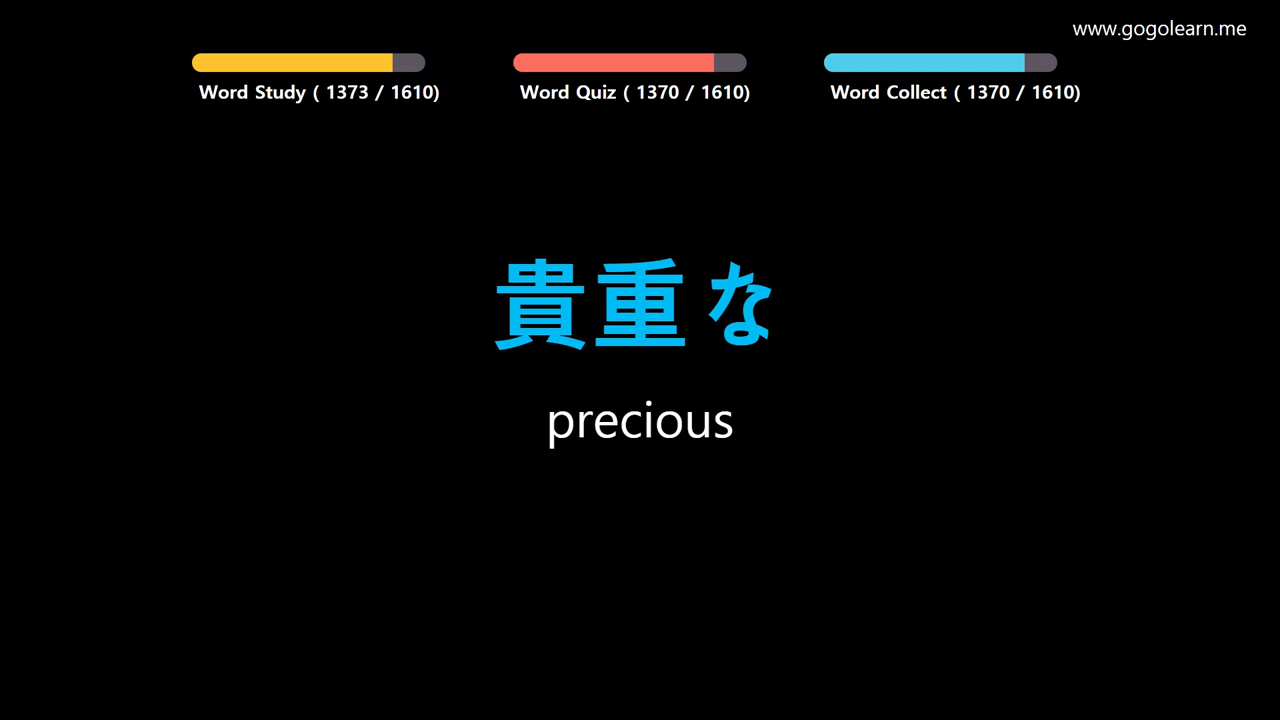 www.gogolearn.me
Word Study ( 1373 / 1610)
Word Quiz ( 1370 / 1610)
Word Collect ( 1370 / 1610)
貴重な
precious